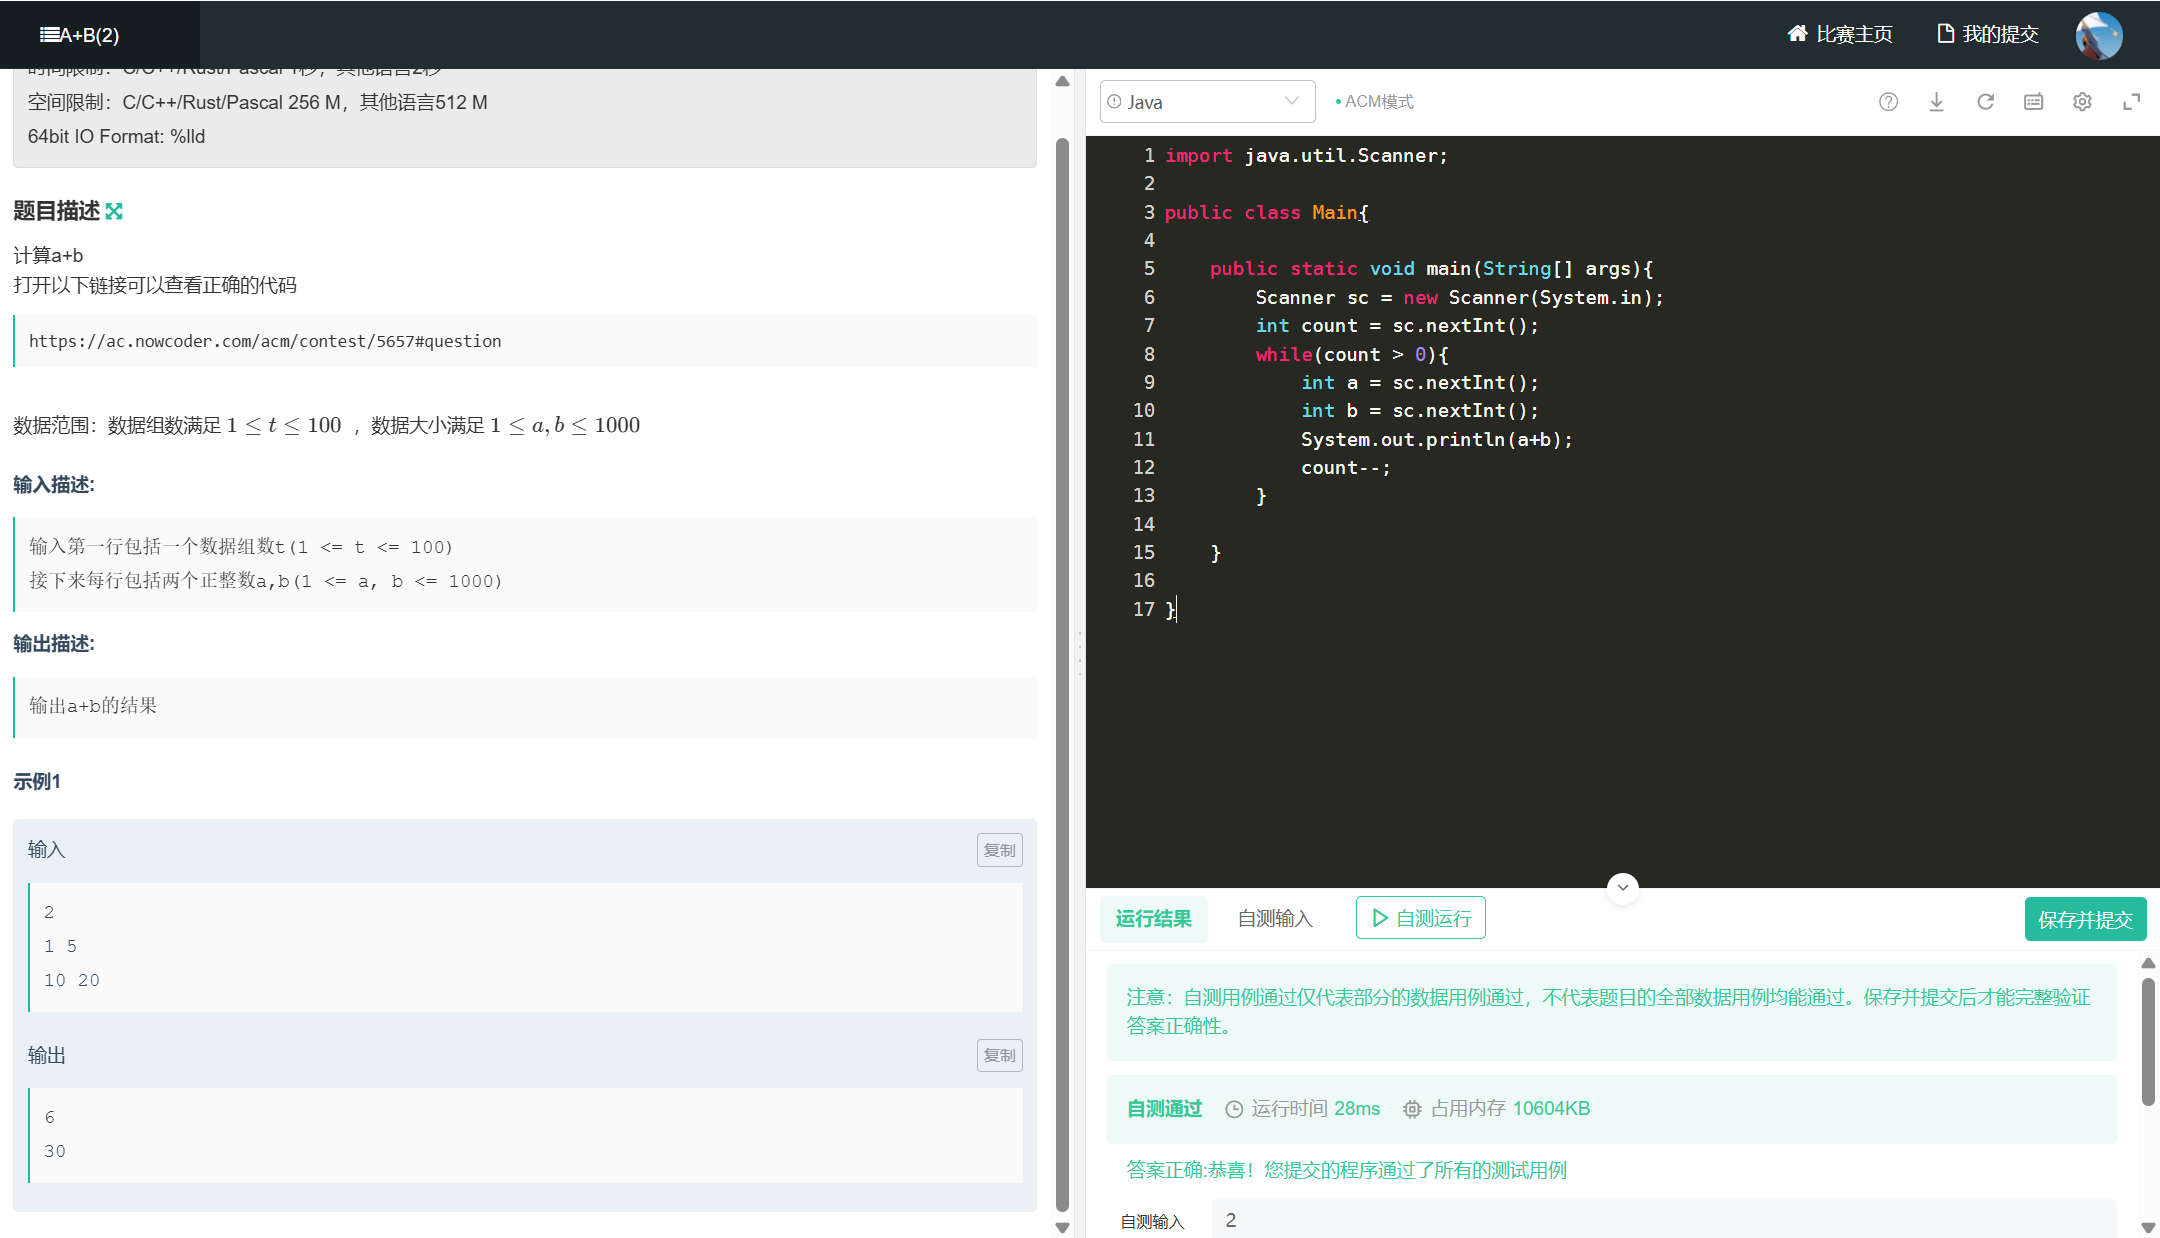 A+B(2)
比赛主页
我的提交
时间限制：C/C++/Rust/Pascal 1秒，其他语言2秒
空间限制：C/C++/Rust/Pascal 256 M，其他语言512 M
64bit IO Format: %lld
题目描述
计算a+b
打开以下链接可以查看正确的代码
https://ac.nowcoder.com/acm/contest/5657#question
数据范围：数据组数满足 1 ≤ t ≤ 100 ，数据大小满足 1 ≤ a, b ≤ 1000
输入描述:
输入第一行包括一个数据组数t(1 <= t <= 100)
接下来每行包括两个正整数a,b(1 <= a, b <= 1000)
输出描述:
输出a+b的结果
示例1
输入
复制
2
1 5
10 20
输出
复制
6
30
Java
ACM模式
1 import java.util.Scanner;
2
3 public class Main{
4
5     public static void main(String[] args){
6         Scanner sc = new Scanner(System.in);
7         int count = sc.nextInt();
8         while(count > 0){
9             int a = sc.nextInt();
10             int b = sc.nextInt();
11             System.out.println(a+b);
12             count--;
13         }
14
15     }
16
17 }
运行结果
自测输入
自测运行
保存并提交
注意：自测用例通过仅代表部分的数据用例通过，不代表题目的全部数据用例均能通过。保存并提交后才能完整验证
答案正确性。
自测通过 运行时间 28ms 占用内存 10604KB
答案正确:恭喜！您提交的程序通过了所有的测试用例
自测输入 2